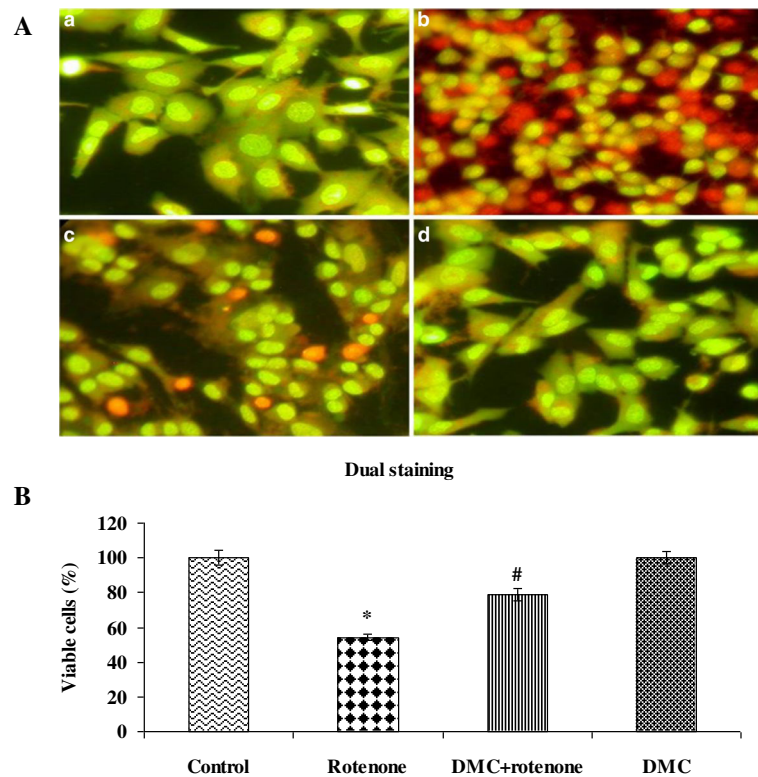 A
a
b
c
d
Dual staining
B
Viable cells (%)
120
100
80
60
40
20
0
*
#
Control
Rotenone
DMC+rotenone
DMC